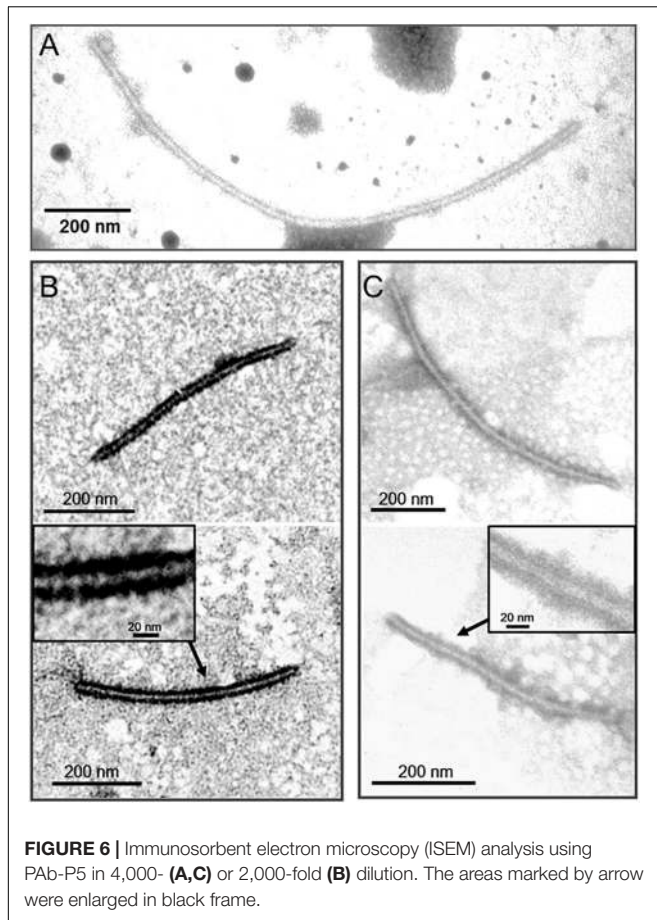 A
200 nm
B
C
200 nm
200 nm
20 nm
20 nm
200 nm
200 nm
FIGURE 6 | Immunosorbent electron microscopy (ISEM) analysis using
PAb-P5 in 4,000- (A,C) or 2,000-fold (B) dilution. The areas marked by arrow
were enlarged in black frame.